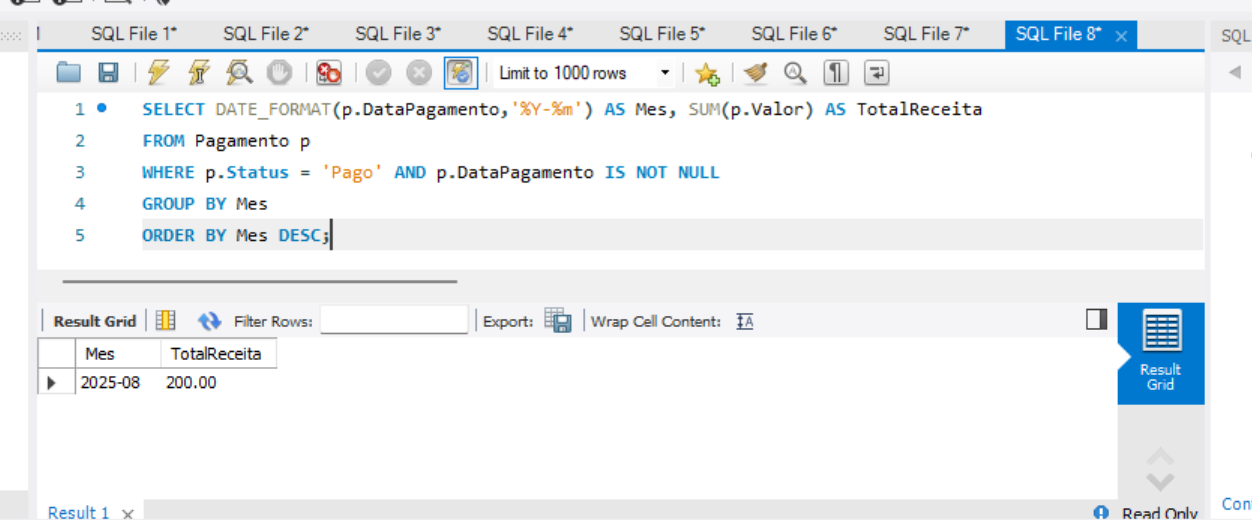 SQL File 1* SQL File 2* SQL File 3* SQL File 4* SQL File 5* SQL File 6* SQL File 7* SQL File 8* × SQL
Limit to 1000 rows
1 SELECT DATE_FORMAT(p.DataPagamento,'%Y-%m') AS Mes, SUM(p.Valor) AS TotalReceita
2 FROM Pagamento p
3 WHERE p.Status = 'Pago' AND p.DataPagamento IS NOT NULL
4 GROUP BY Mes
5 ORDER BY Mes DESC;
Result Grid Filter Rows: Export: Wrap Cell Content: IA
Mes TotalReceita
2025-08 200.00
Result
Grid
Result 1 × Read Only